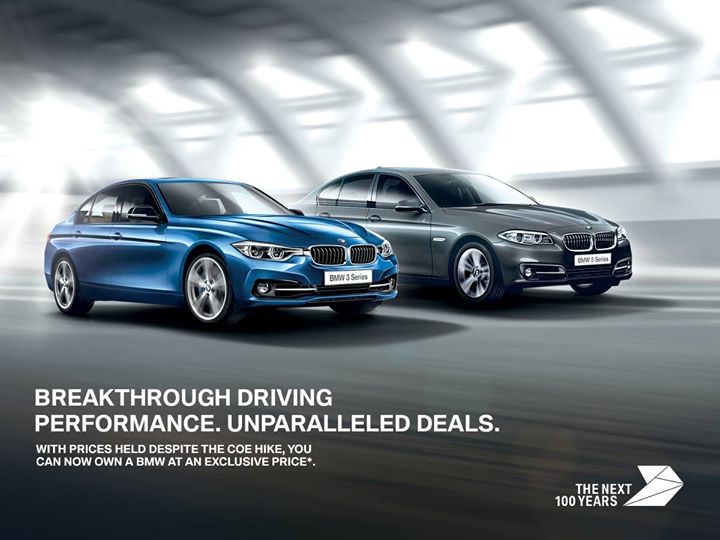 BMW 3 Series
BMW 5 Series
BREAKTHROUGH DRIVING
PERFORMANCE. UNPARALLELED DEALS.
WITH PRICES HELD DESPITE THE COE HIKE, YOU
CAN NOW OWN A BMW AT AN EXCLUSIVE PRICE*.
THE NEXT
100 YEARS